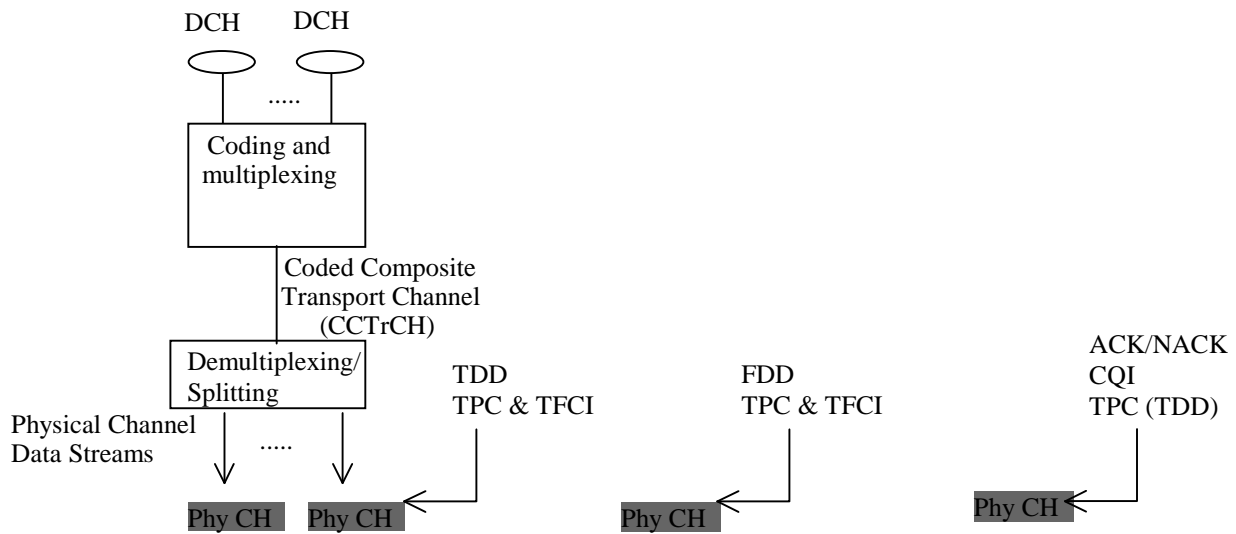 DCH DCH
.....
Coding and
multiplexing
Coded Composite
Transport Channel
(CCTrCH)
Demultiplexing/
Splitting
Physical Channel
Data Streams
.....
TDD
TPC & TFCI
FDD
TPC & TFCI
ACK/NACK
CQI
TPC (TDD)
Phy CH Phy CH Phy CH Phy CH